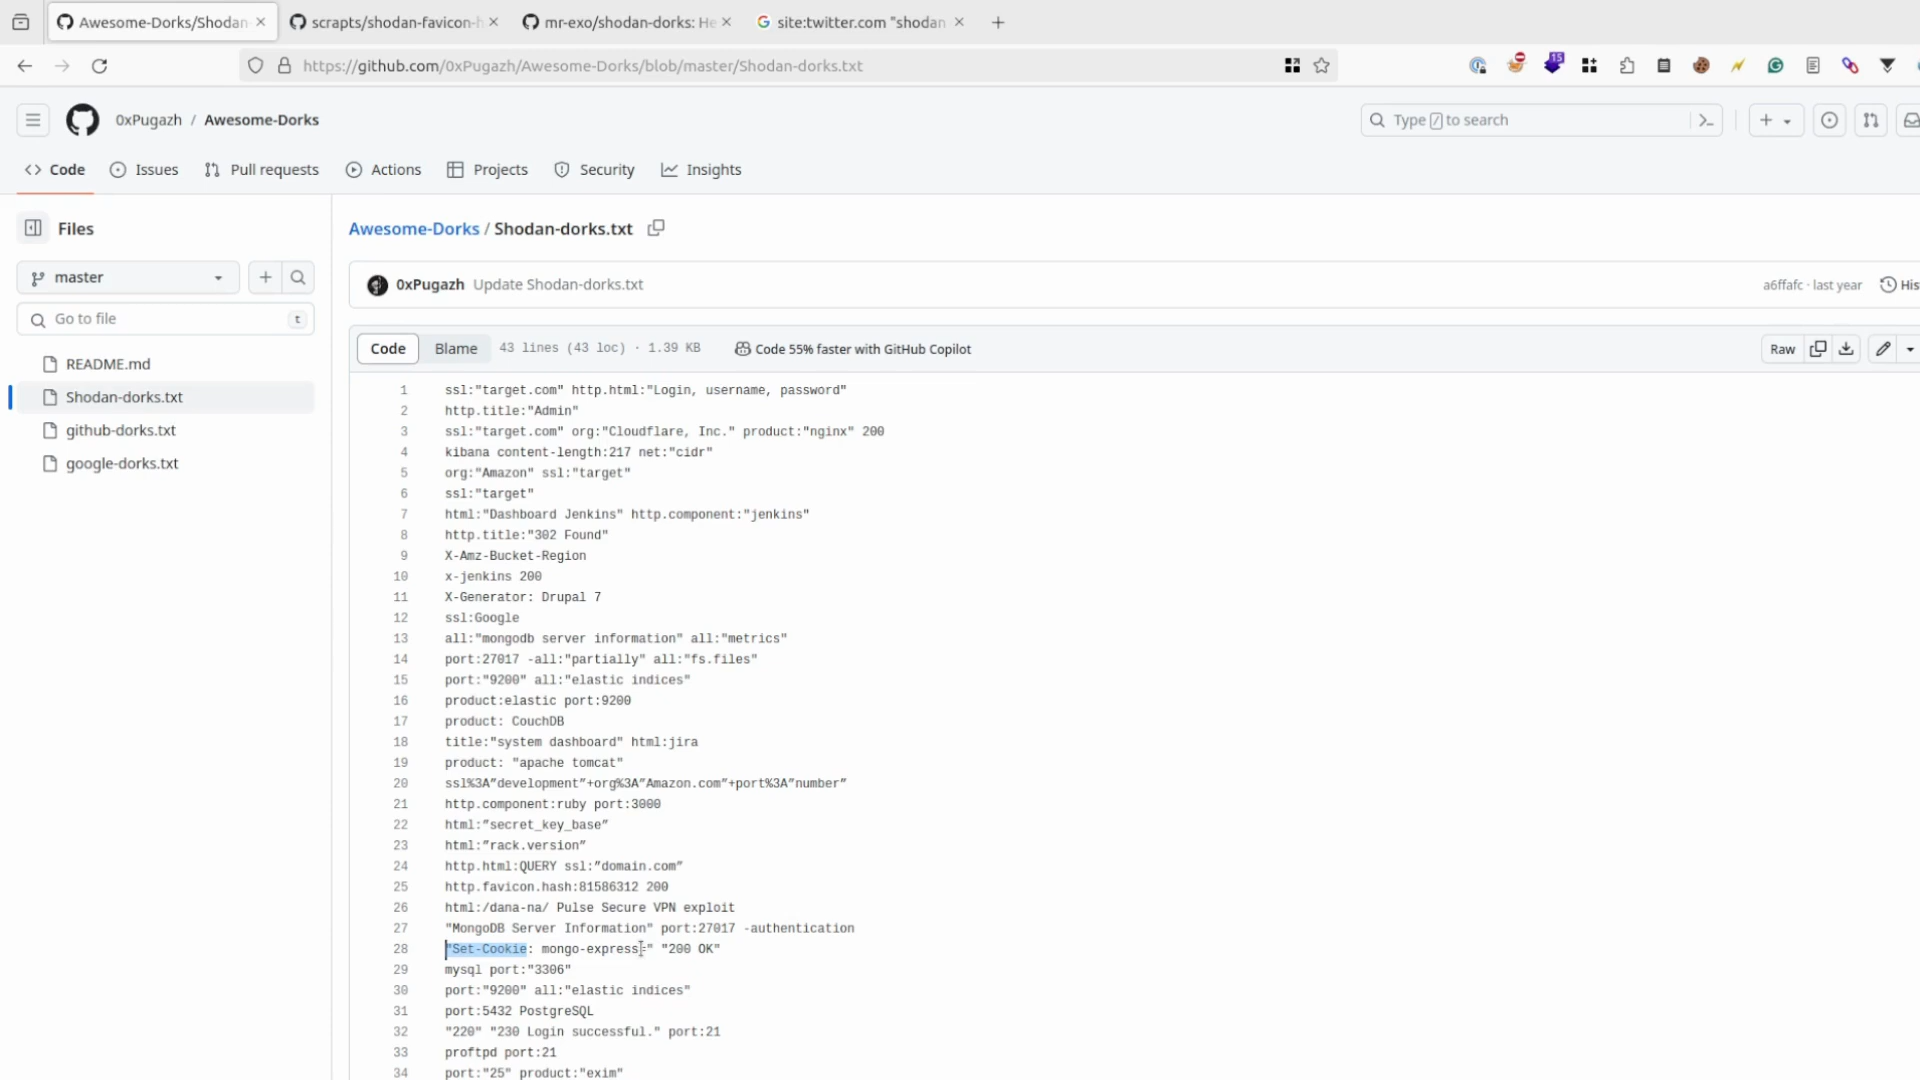 Awesome-Dorks/Shodan
scrapts/shodan-favicon-h
mr-exo/shodan-dorks: He
site:twitter.com "shodan
https://github.com/0xPugazh/Awesome-Dorks/blob/master/Shodan-dorks.txt
15
0xPugazh / Awesome-Dorks
Type / to search
Code
Issues
Pull requests
Actions
Projects
Security
Insights
Files
master
Go to file
t
README.md
Shodan-dorks.txt
github-dorks.txt
google-dorks.txt
Awesome-Dorks / Shodan-dorks.txt
0xPugazh Update Shodan-dorks.txt
a6ffafc · last year
His
Code
Blame
43 lines (43 loc) · 1.39 KB
Code 55% faster with GitHub Copilot
Raw
1 ssl:"target.com" http.html:"Login, username, password"
2 http.title:"Admin"
3 ssl:"target.com" org:"Cloudflare, Inc." product:"nginx" 200
4 kibana content-length:217 net:"cidr"
5 org:"Amazon" ssl:"target"
6 ssl:"target"
7 html:"Dashboard Jenkins" http.component:"jenkins"
8 http.title:"302 Found"
9 X-Amz-Bucket-Region
10 x-jenkins 200
11 X-Generator: Drupal 7
12 ssl:Google
13 all:"mongodb server information" all:"metrics"
14 port:27017 -all:"partially" all:"fs.files"
15 port:"9200" all:"elastic indices"
16 product:elastic port:9200
17 product: CouchDB
18 title:"system dashboard" html:jira
19 product: "apache tomcat"
20 ssl%3A”development”+org%3A”Amazon.com”+port%3A”number”
21 http.component:ruby port:3000
22 html:”secret_key_base”
23 html:”rack.version”
24 http.html:QUERY ssl:”domain.com”
25 http.favicon.hash:81586312 200
26 html:/dana-na/ Pulse Secure VPN exploit
27 "MongoDB Server Information" port:27017 -authentication
28 "Set-Cookie: mongo-express=" "200 OK"
29 mysql port:"3306"
30 port:"9200" all:"elastic indices"
31 port:5432 PostgreSQL
32 "220" "230 Login successful." port:21
33 proftpd port:21
34 port:"25" product:"exim"